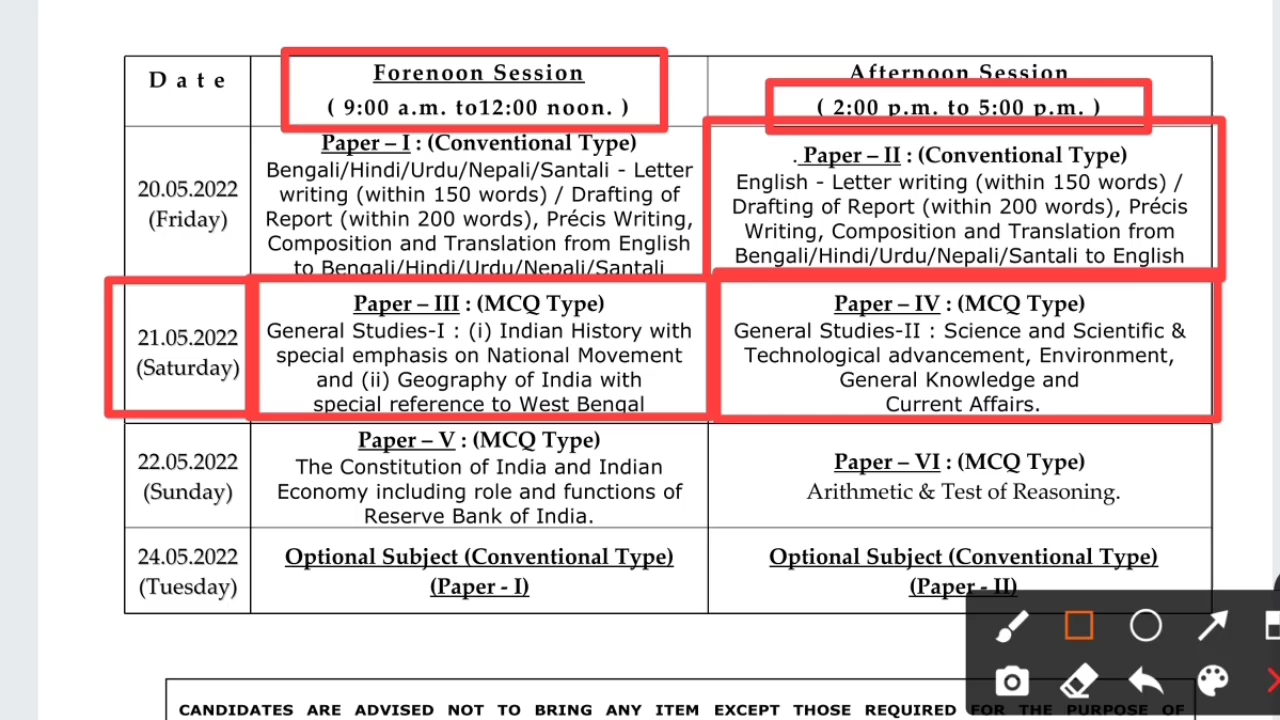 Date
Forenoon Session
( 9:00 a.m. to12:00 noon. )
Afternoon Session
( 2:00 p.m. to 5:00 p.m. )
20.05.2022
(Friday)
Paper – I : (Conventional Type)
Bengali/Hindi/Urdu/Nepali/Santali - Letter
writing (within 150 words) / Drafting of
Report (within 200 words), Précis Writing,
Composition and Translation from English
to Bengali/Hindi/Urdu/Nepali/Santali
. Paper – II : (Conventional Type)
English - Letter writing (within 150 words) /
Drafting of Report (within 200 words), Précis
Writing, Composition and Translation from
Bengali/Hindi/Urdu/Nepali/Santali to English
21.05.2022
(Saturday)
Paper – III : (MCQ Type)
General Studies-I : (i) Indian History with
special emphasis on National Movement
and (ii) Geography of India with
special reference to West Bengal
Paper – IV : (MCQ Type)
General Studies-II : Science and Scientific &
Technological advancement, Environment,
General Knowledge and
Current Affairs.
22.05.2022
(Sunday)
Paper – V : (MCQ Type)
The Constitution of India and Indian
Economy including role and functions of
Reserve Bank of India.
Paper – VI : (MCQ Type)
Arithmetic & Test of Reasoning.
24.05.2022
(Tuesday)
Optional Subject (Conventional Type)
(Paper - I)
Optional Subject (Conventional Type)
(Paper - II)
CANDIDATES ARE ADVISED NOT TO BRING ANY ITEM EXCEPT THOSE REQUIRED FOR THE PURPOSE OF